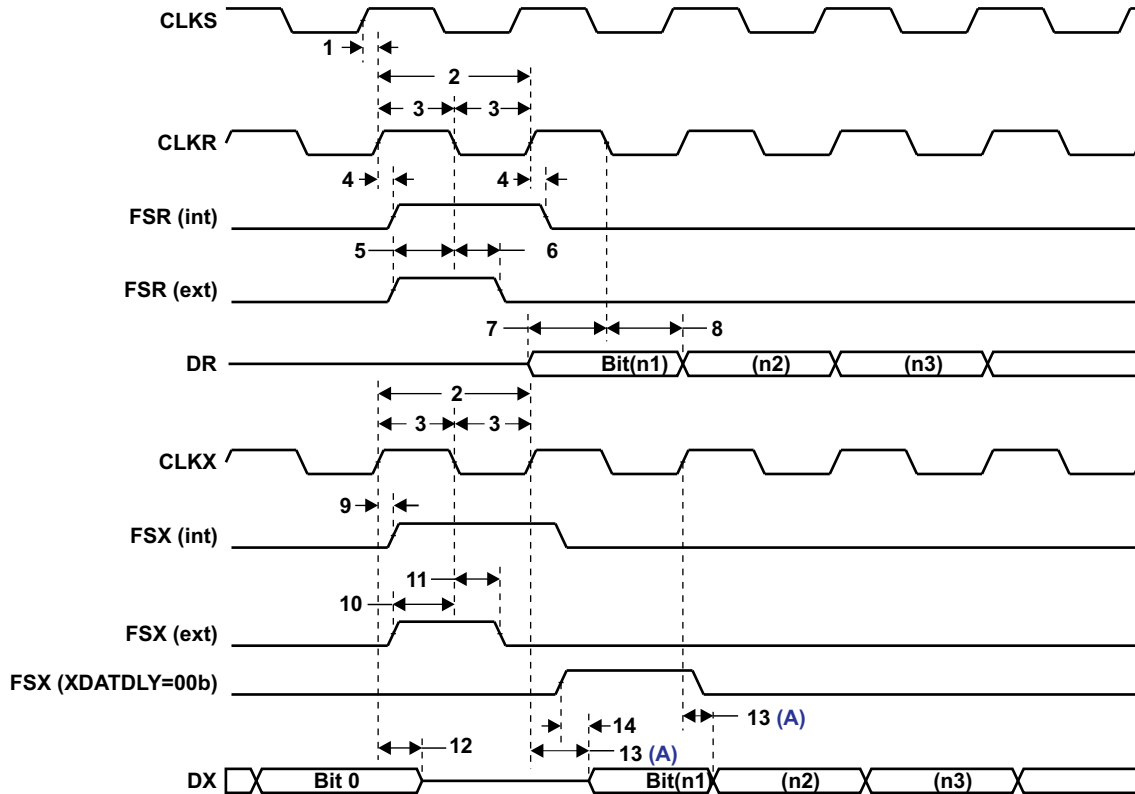 CLKS
1
2
3 3
CLKR
4 4
FSR (int)
5 6
FSR (ext)
7 8
DR Bit(n1) (n2) (n3)
2
3 3
CLKX
9
FSX (int)
11
10
FSX (ext)
FSX (XDATDLY=00b)
14 13 (A)
12 13 (A)
DX Bit 0 Bit(n1) (n2) (n3)